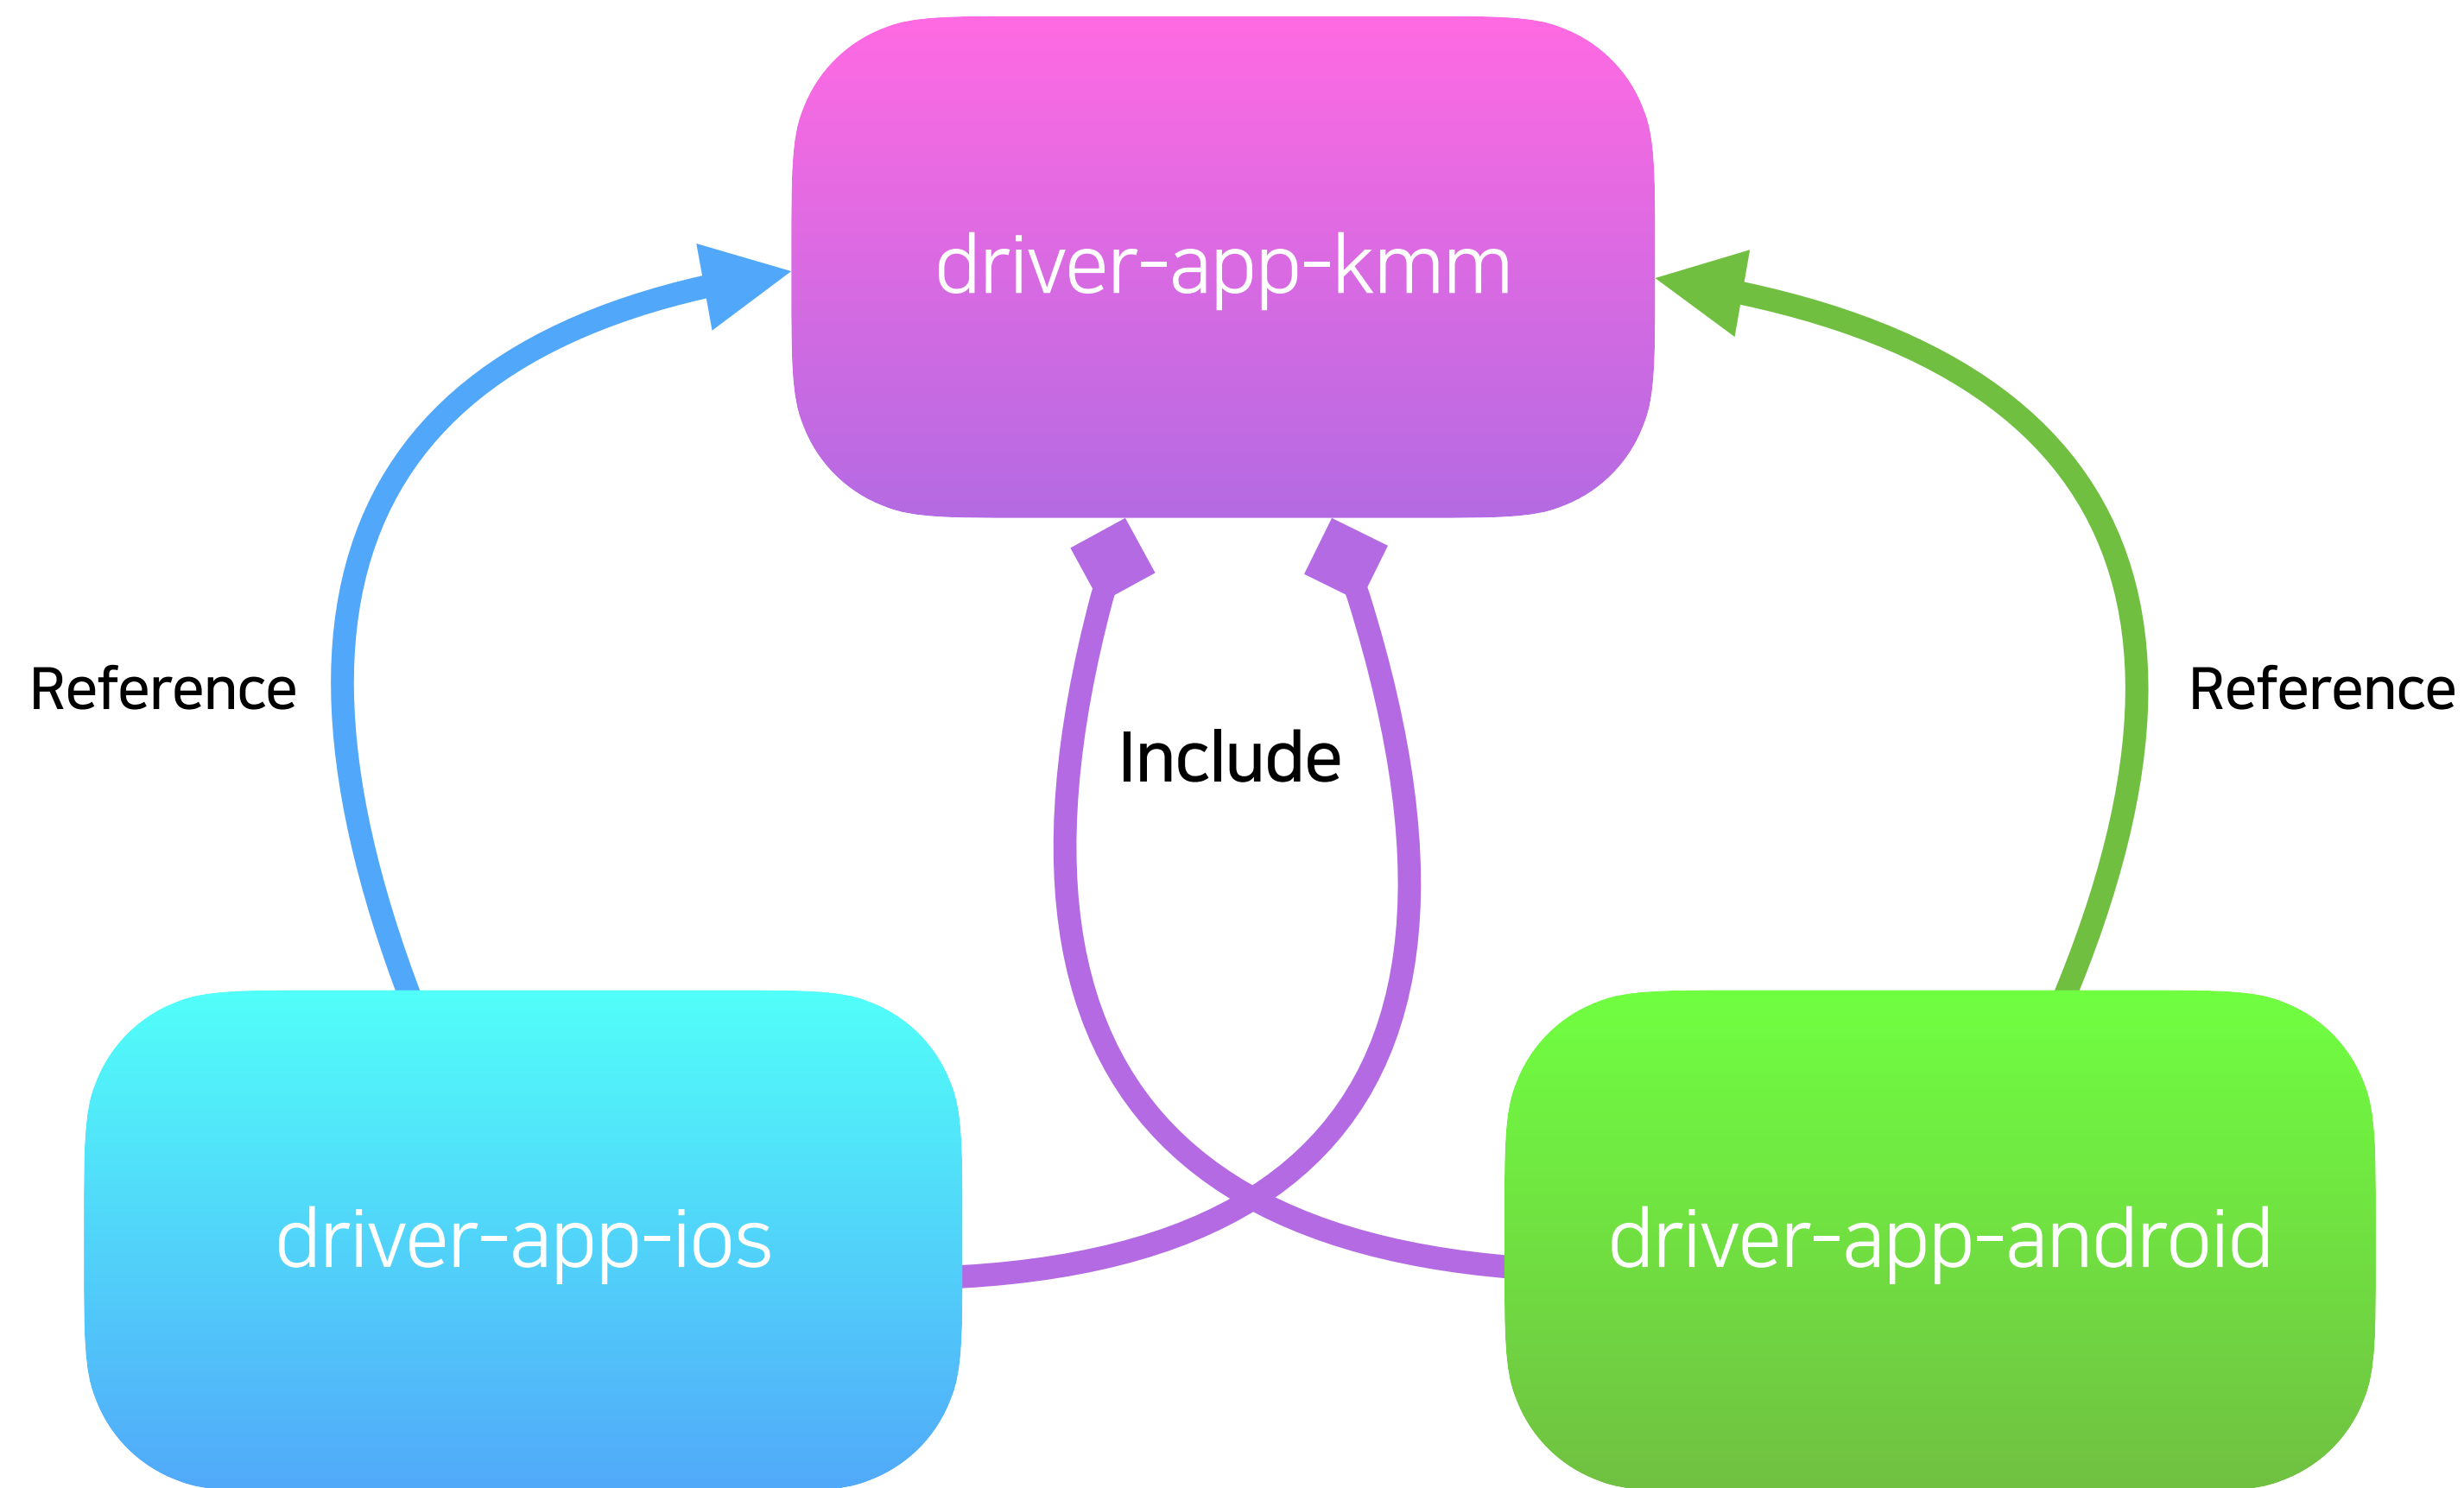 driver-app-kmm
Reference
Reference
Include
driver-app-ios
driver-app-android